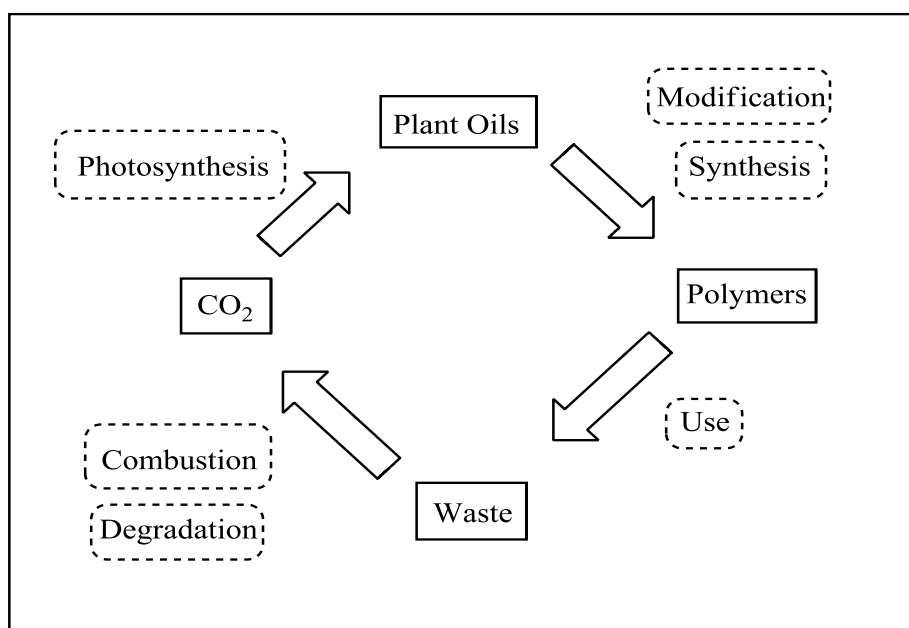 Plant Oils
Modification
Synthesis
Polymers
Use
Waste
Combustion
Degradation
CO₂
Photosynthesis